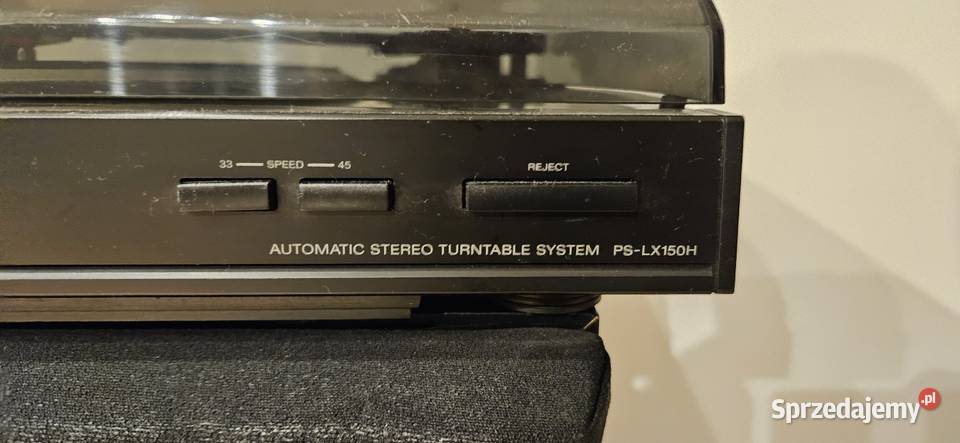 33 — SPEED — 45
REJECT
AUTOMATIC STEREO TURNTABLE SYSTEM PS-LX150H
Sprzedajemy.pl